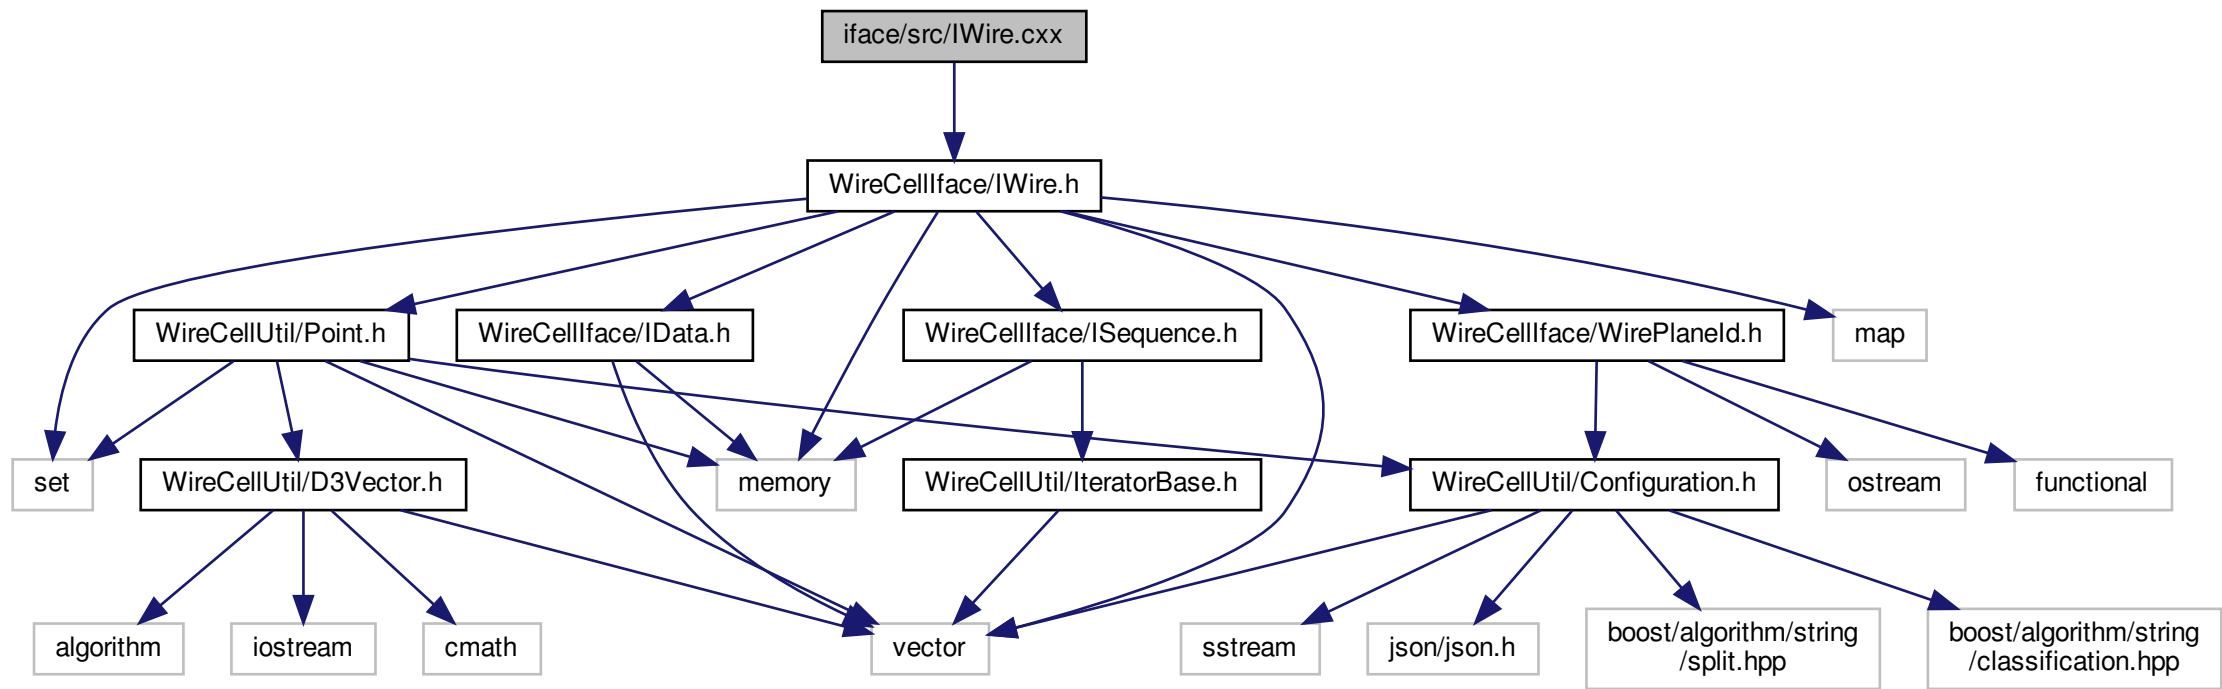 iface/src/IWire.cxx
WireCellIface/IWire.h
WireCellUtil/Point.h
WireCellIface/IData.h
WireCellIface/ISequence.h
WireCellIface/WirePlaneId.h
map
set
WireCellUtil/D3Vector.h
memory
WireCellUtil/IteratorBase.h
WireCellUtil/Configuration.h
ostream
functional
algorithm
iostream
cmath
vector
sstream
json/json.h
boost/algorithm/string
/split.hpp
boost/algorithm/string
/classification.hpp